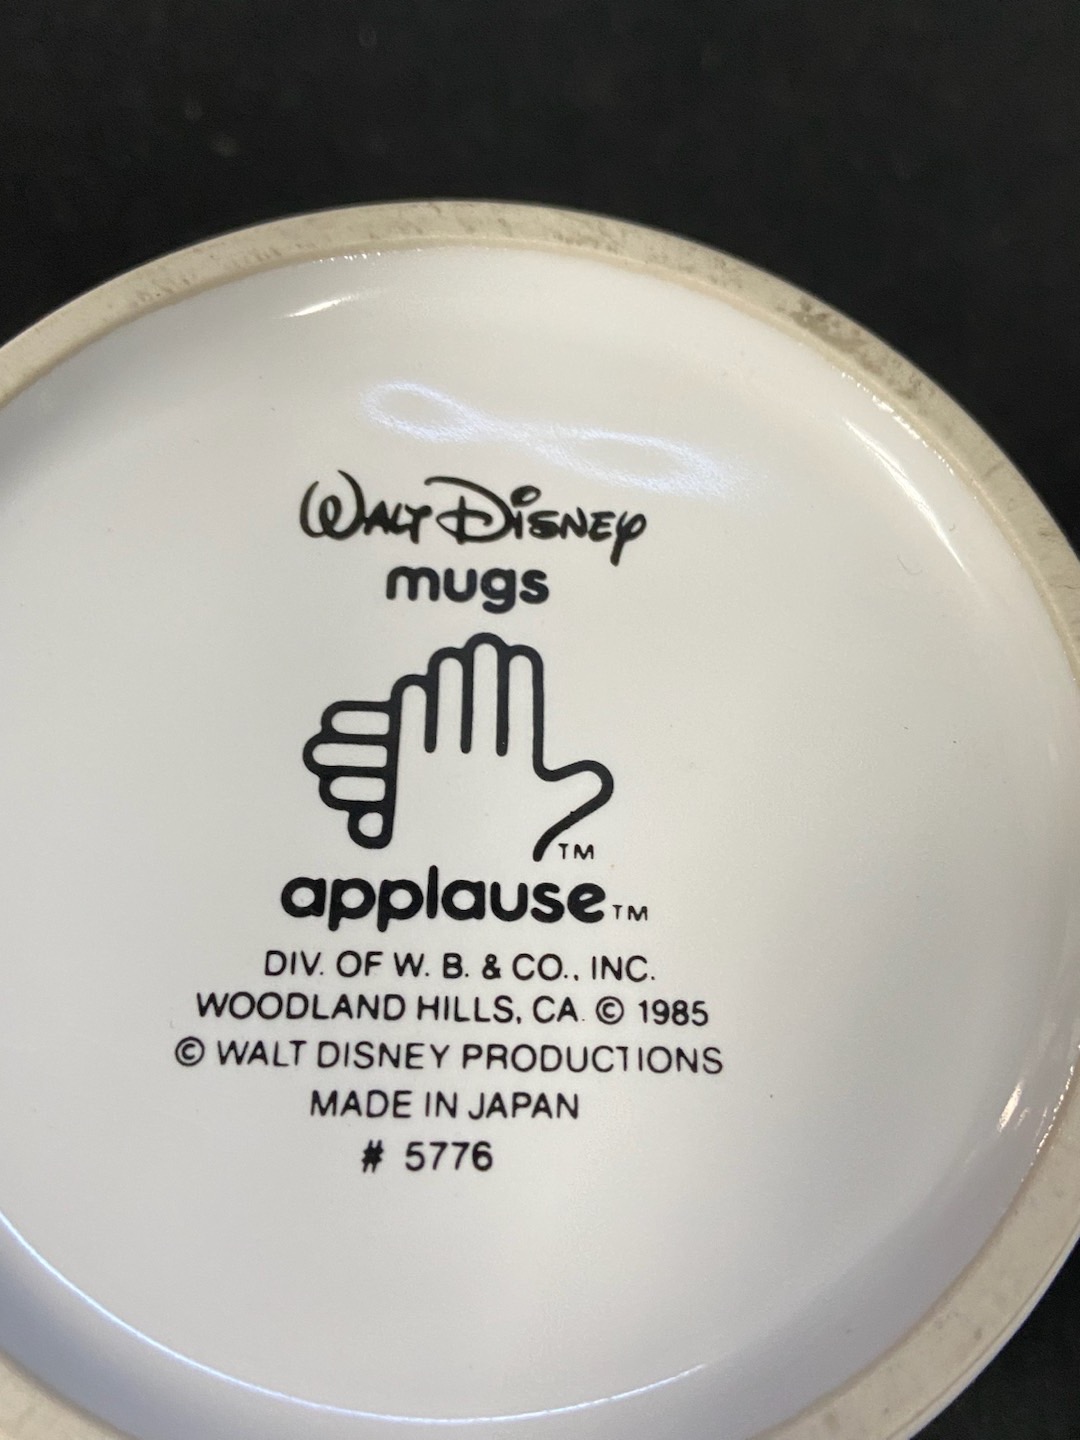 Walt Disney
mugs
TM
applause TM
DIV. OF W. B. & CO., INC.
WOODLAND HILLS, CA. © 1985
© WALT DISNEY PRODUCTIONS
MADE IN JAPAN
# 5776